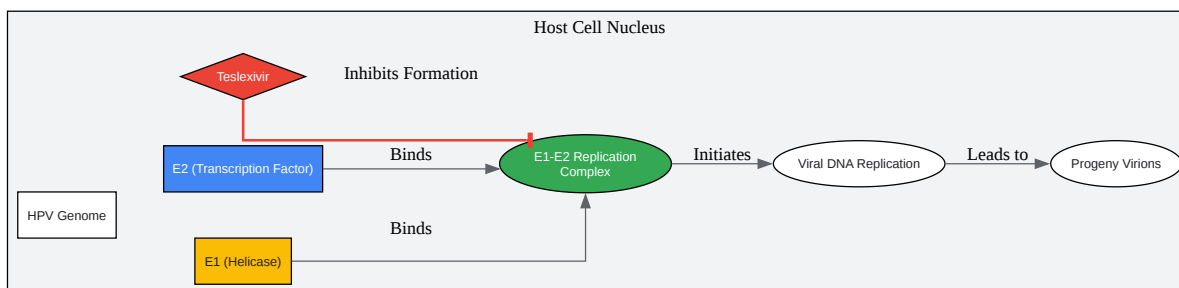 Host Cell Nucleus
Teslexivir
Inhibits Formation
E2 (Transcription Factor)
Binds
E1-E2 Replication
Complex
Initiates
Viral DNA Replication
Leads to
Progeny Virions
HPV Genome
Binds
E1 (Helicase)